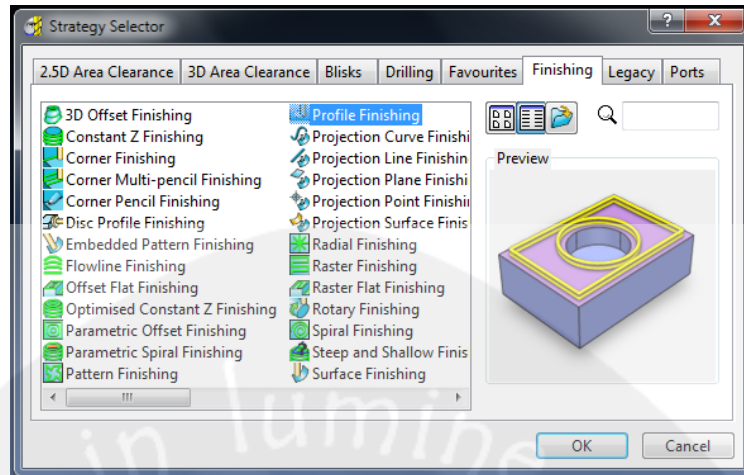 Strategy Selector
2.5D Area Clearance 3D Area Clearance Blisks Drilling Favourites Finishing Legacy Ports
3D Offset Finishing
Constant Z Finishing
Corner Finishing
Corner Multi-pencil Finishing
Corner Pencil Finishing
Disc Profile Finishing
Embedded Pattern Finishing
Flowline Finishing
Offset Flat Finishing
Optimised Constant Z Finishing
Parametric Offset Finishing
Parametric Spiral Finishing
Pattern Finishing
Profile Finishing
Projection Curve Finishi
Projection Line Finishin
Projection Plane Finishi
Projection Point Finishin
Projection Surface Finis
Radial Finishing
Raster Finishing
Raster Flat Finishing
Rotary Finishing
Spiral Finishing
Steep and Shallow Finis
Surface Finishing
Preview
OK Cancel
in lumine